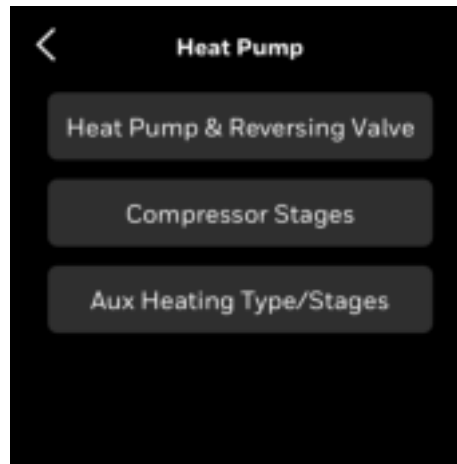 Heat Pump
Heat Pump & Reversing Valve
Compressor Stages
Aux Heating Type/Stages